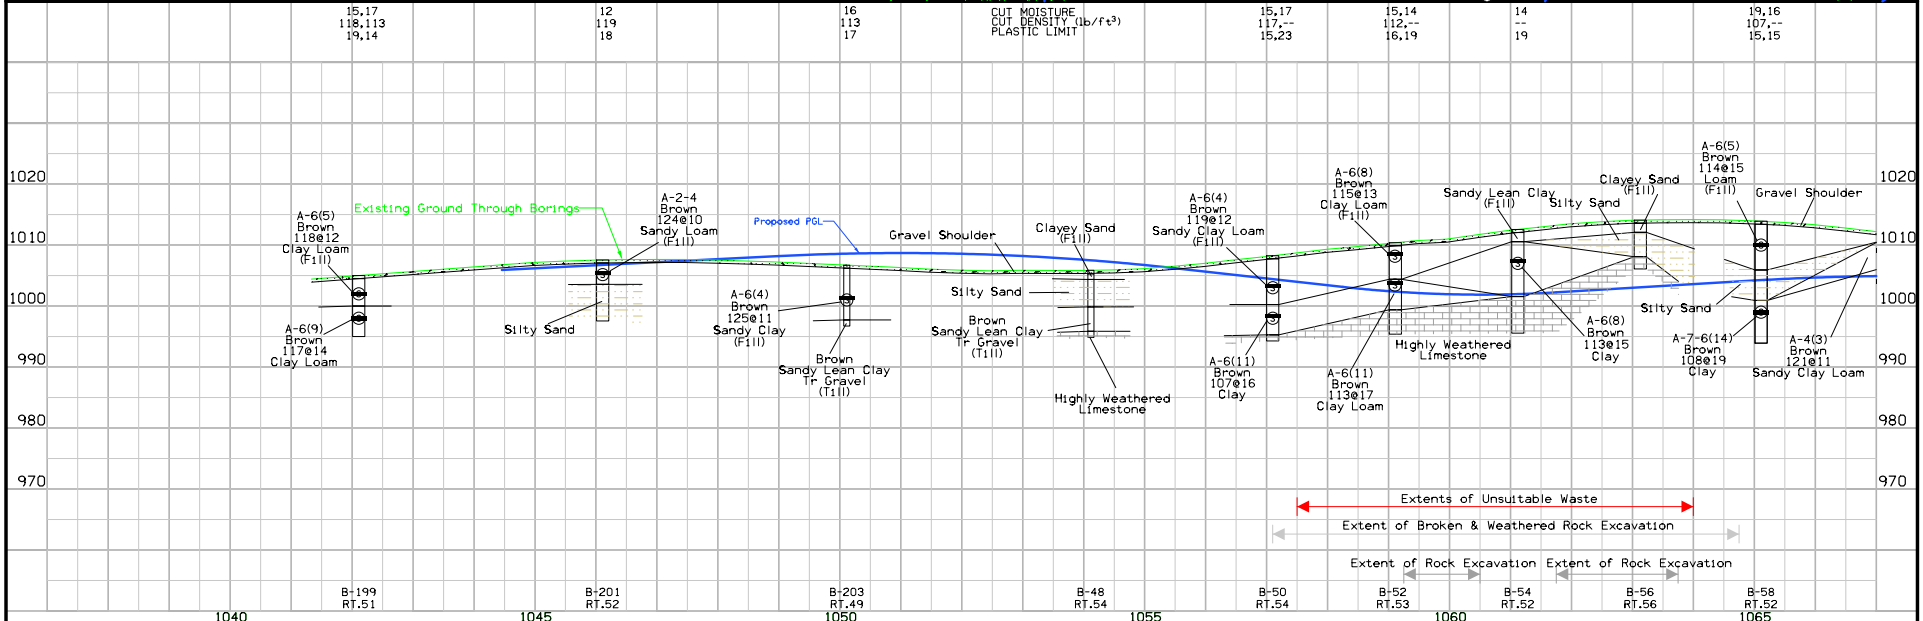 15,17
118,113
19,14
12
119
18
16
113
17
CUT MOISTURE
CUT DENSITY (lb/ft³)
PLASTIC LIMIT
15,17
117,--
15,23
15,14
112,--
16,19
14
--
19
19,16
107,--
15,15
1020
1010
1000
990
980
970
1020
1010
1000
990
980
970
A-6(5)
Brown
118@12
Clay Loam
(Fill)
A-6(9)
Brown
117@14
Clay Loam
Existing Ground Through Borings
A-2-4
Brown
124@10
Sandy Loam
(Fill)
Silty Sand
Proposed PGL
A-6(4)
Brown
125@11
Sandy Clay
(Fill)
Brown
Sandy Lean Clay
Tr Gravel
(Till)
Gravel Shoulder
Clayey Sand
(Fill)
Silty Sand
Brown
Sandy Lean Clay
Tr Gravel
(Till)
Highly Weathered
Limestone
A-6(4)
Brown
119@12
Sandy Clay Loam
(Fill)
A-6(11)
Brown
107@16
Clay
A-6(8)
Brown
115@13
Clay Loam
(Fill)
A-6(11)
Brown
113@17
Clay Loam
Sandy Lean Clay
(Fill)
Highly Weathered
Limestone
A-6(8)
Brown
113@15
Clay
Silty Sand
Clayey Sand
(Fill)
Silty Sand
A-6(5)
Brown
114@15
Loam
(Fill)
Gravel Shoulder
A-7-6(14)
Brown
108@19
Clay
A-4(3)
Brown
121@11
Sandy Clay Loam
Extents of Unsuitable Waste
Extent of Broken & Weathered Rock Excavation
Extent of Rock Excavation
Extent of Rock Excavation
B-199
RT.51
B-201
RT.52
B-203
RT.49
B-48
RT.54
B-50
RT.54
B-52
RT.53
B-54
RT.52
B-56
RT.56
B-58
RT.52
1040
1045
1050
1055
1060
1065